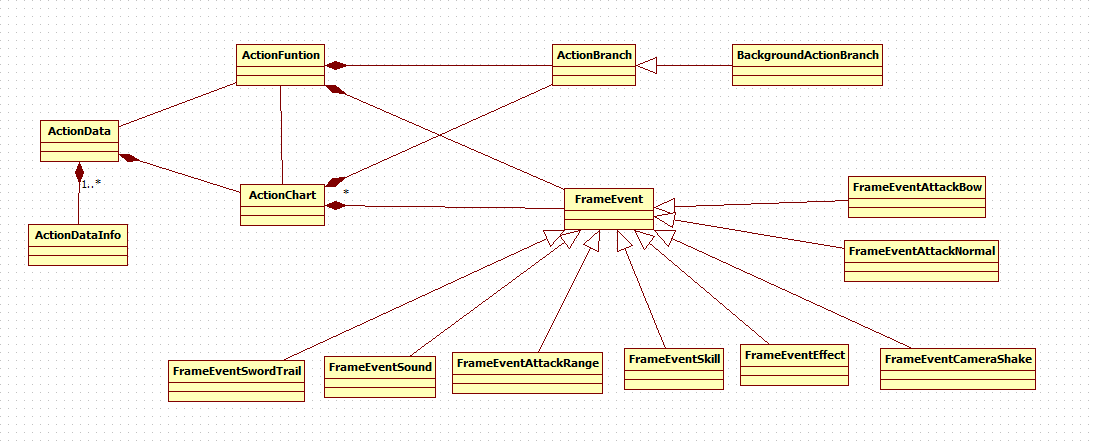 ActionFuntion
ActionBranch
BackgroundActionBranch
ActionData
1..*
ActionChart
*
FrameEvent
FrameEventAttackBow
ActionDataInfo
FrameEventAttackNormal
FrameEventSwordTrail
FrameEventSound
FrameEventAttackRange
FrameEventSkill
FrameEventEffect
FrameEventCameraShake